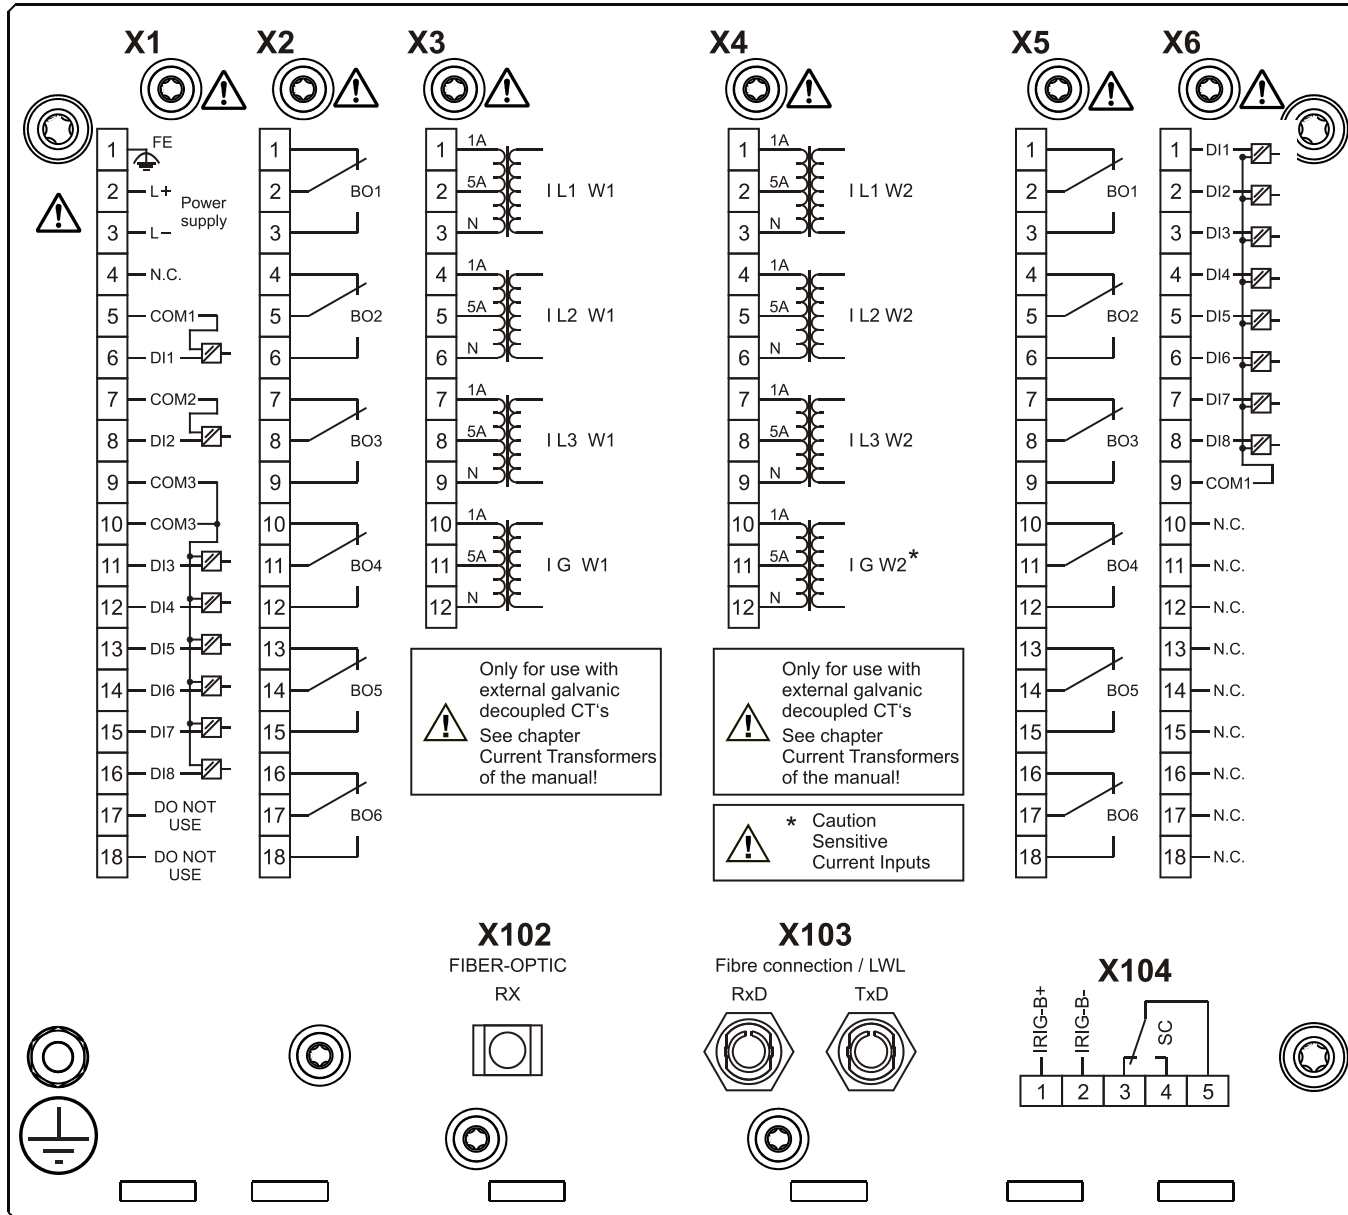 X1
1 FE
2 L+ Power
supply
3 L–
4 N.C.
5 COM1
6 DI1
7 COM2
8 DI2
9 COM3
10 COM3
11 DI3
12 DI4
13 DI5
14 DI6
15 DI7
16 DI8
17 DO NOT
USE
18 DO NOT
USE
X2
1
2 BO1
3
4
5 BO2
6
7
8 BO3
9
10
11 BO4
12
13
14 BO5
15
16
17 BO6
18
X3
1 1A
2 5A I L1 W1
3 N
4 1A
5 5A I L2 W1
6 N
7 1A
8 5A I L3 W1
9 N
10 1A
11 5A I G W1
12 N
Only for use with
external galvanic
decoupled CT‘s
See chapter
Current Transformers
of the manual!
X4
1 1A
2 5A I L1 W2
3 N
4 1A
5 5A I L2 W2
6 N
7 1A
8 5A I L3 W2
9 N
10 1A
11 5A I G W2*
12 N
Only for use with
external galvanic
decoupled CT‘s
See chapter
Current Transformers
of the manual!
* Caution
Sensitive
Current Inputs
X5
1
2 BO1
3
4
5 BO2
6
7
8 BO3
9
10
11 BO4
12
13
14 BO5
15
16
17 BO6
18
X6
1 DI1
2 DI2
3 DI3
4 DI4
5 DI5
6 DI6
7 DI7
8 DI8
9 COM1
10 N.C.
11 N.C.
12 N.C.
13 N.C.
14 N.C.
15 N.C.
16 N.C.
17 N.C.
18 N.C.
X102
FIBER-OPTIC
RX
X103
Fibre connection / LWL
RxD TxD
X104
IRIG-B+
IRIG-B-
SC
1 2 3 4 5